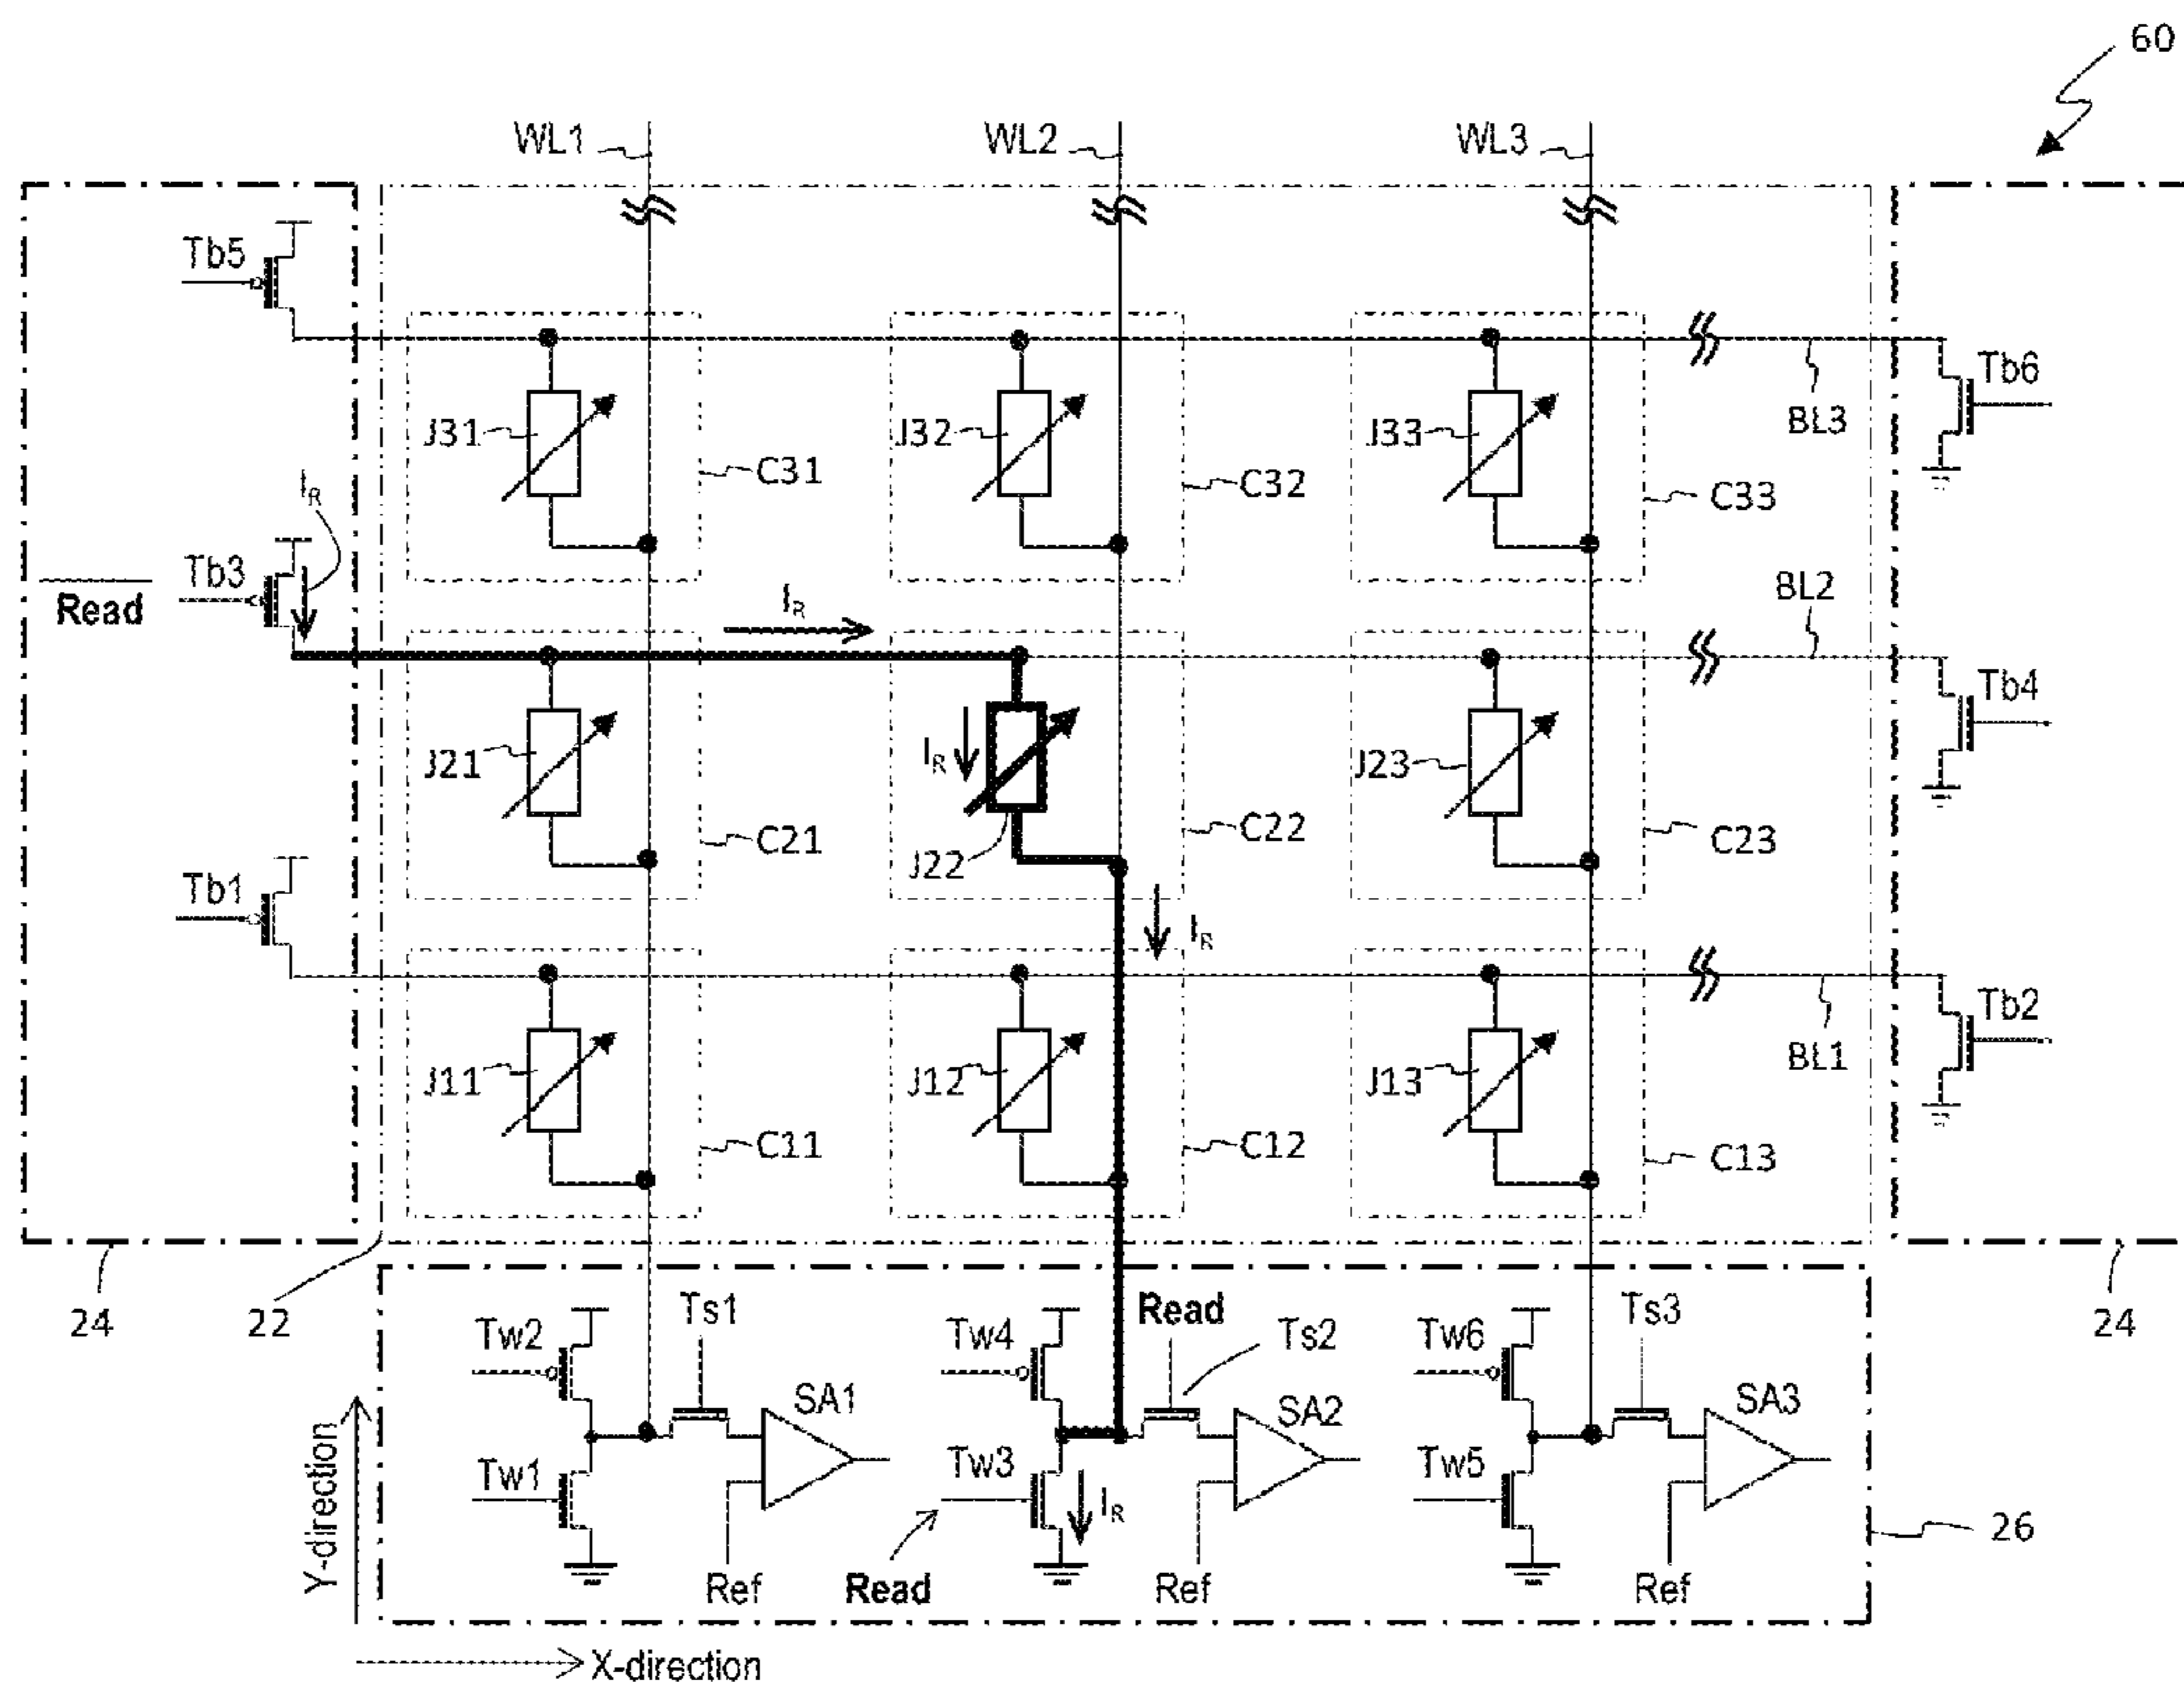 60
WL1
WL2
WL3
Tb5
Tb6
BL3
J31
J32
J33
C31
C32
C33
IR
Tb3
Read
IR
BL2
Tb4
J21
IR
J22
J23
C21
C22
C23
Tb1
IR
Tb2
BL1
J11
J12
J13
C11
C12
C13
24
22
24
Ts1
Read
Ts2
Ts3
Tw2
Tw4
Tw6
SA1
SA2
SA3
Tw1
Tw3
Tw5
IR
26
Ref
Read
Ref
Ref
Y-direction
X-direction